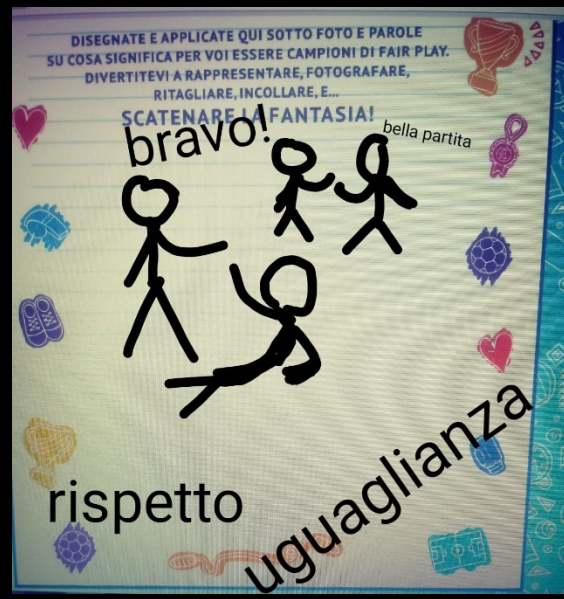 DISEGNATE E APPLICATE QUI SOTTO FOTO E PAROLE
SU COSA SIGNIFICA PER VOI ESSERE CAMPIONI DI FAIR PLAY.
DIVERTITEVI A RAPPRESENTARE, FOTOGRAFARE,
RITAGLIARE, INCOLLARE, E...
SCATENARE LA FANTASIA!
bravo!
bella partita
rispetto
uguaglianza